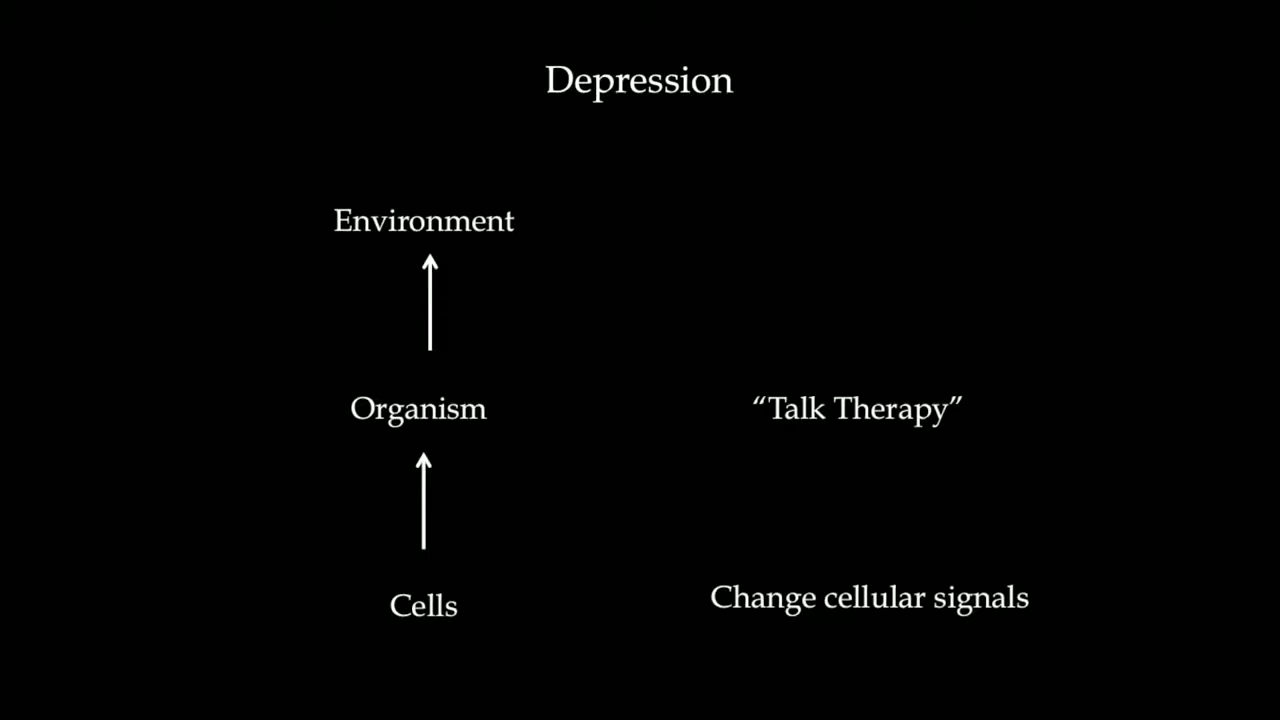 Depression
Environment
Organism
“Talk Therapy”
Cells
Change cellular signals